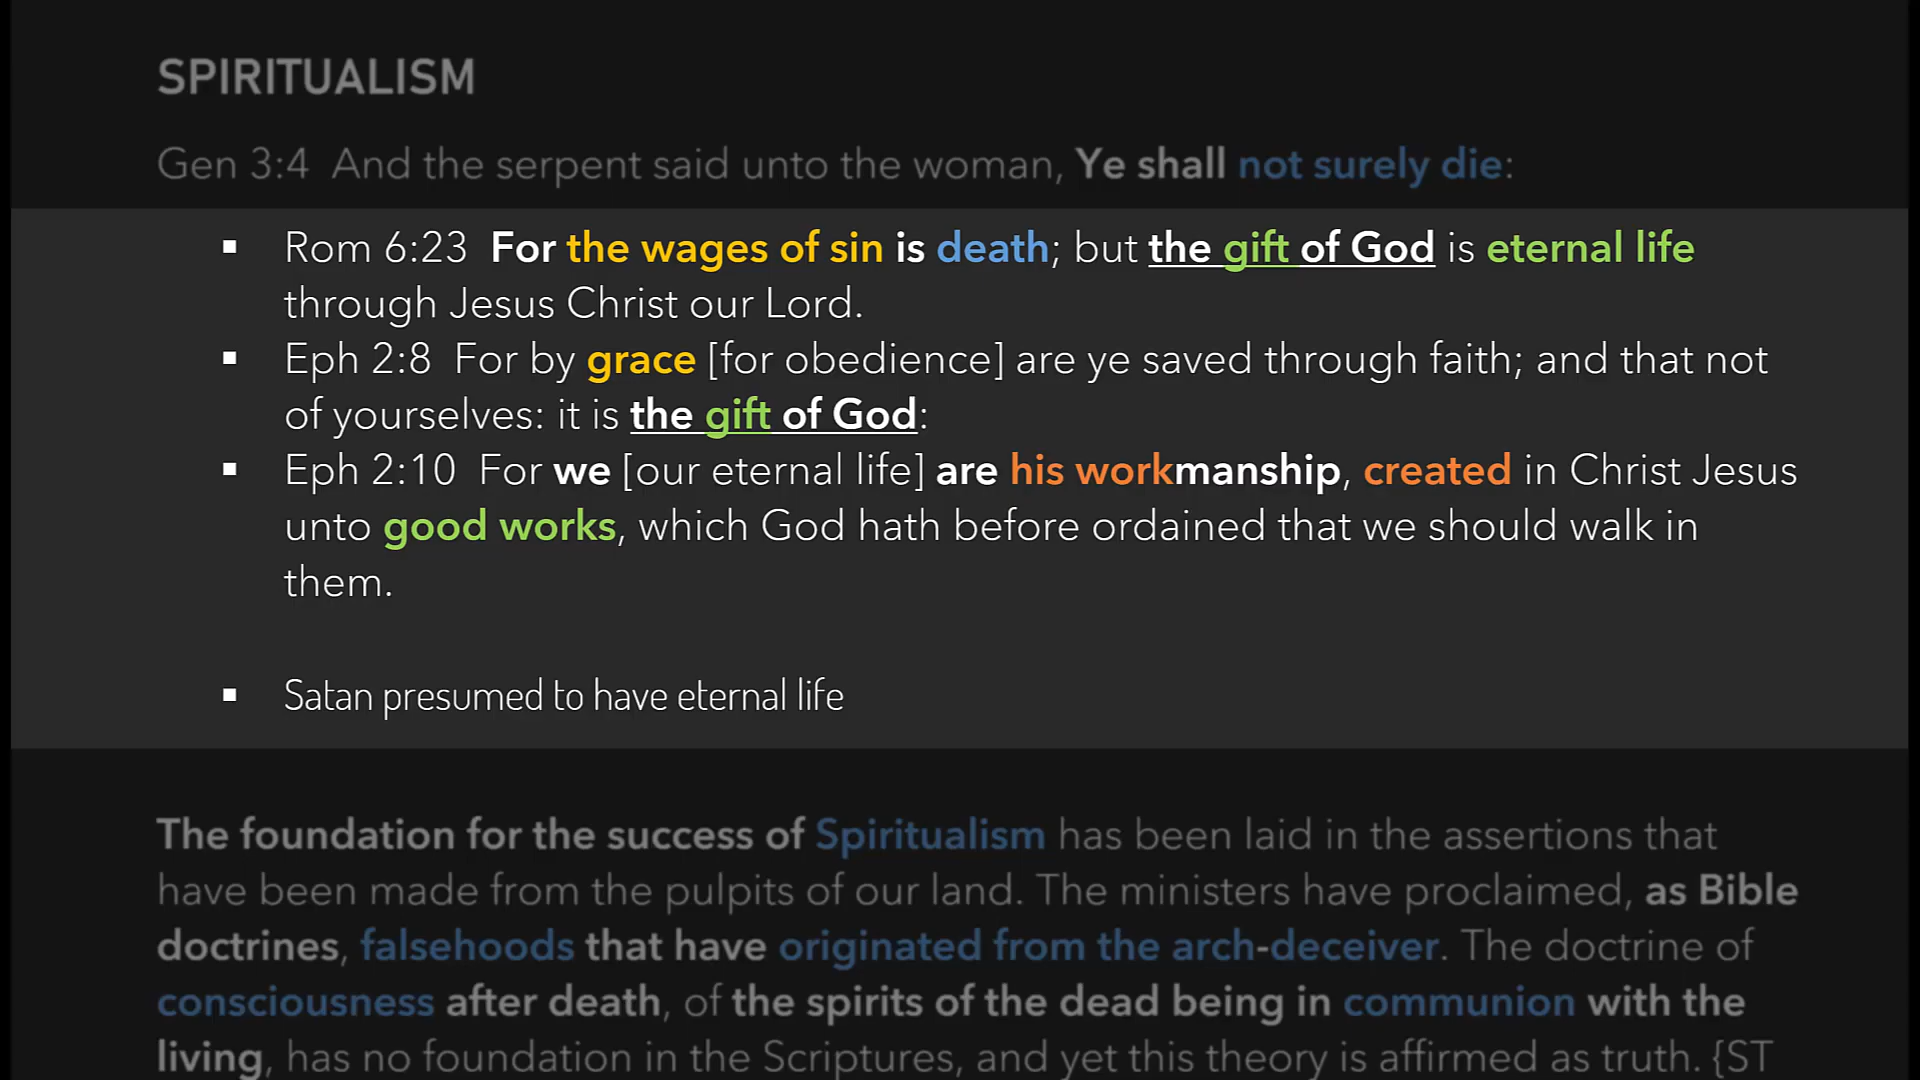 SPIRITUALISM
Gen 3:4  And the serpent said unto the woman, Ye shall not surely die:
▪ Rom 6:23  For the wages of sin is death; but the gift of God is eternal life
through Jesus Christ our Lord.
▪ Eph 2:8  For by grace [for obedience] are ye saved through faith; and that not
of yourselves: it is the gift of God:
▪ Eph 2:10  For we [our eternal life] are his workmanship, created in Christ Jesus
unto good works, which God hath before ordained that we should walk in
them.
▪ Satan presumed to have eternal life
The foundation for the success of Spiritualism has been laid in the assertions that
have been made from the pulpits of our land. The ministers have proclaimed, as Bible
doctrines, falsehoods that have originated from the arch-deceiver. The doctrine of
consciousness after death, of the spirits of the dead being in communion with the
living, has no foundation in the Scriptures, and yet this theory is affirmed as truth. {ST